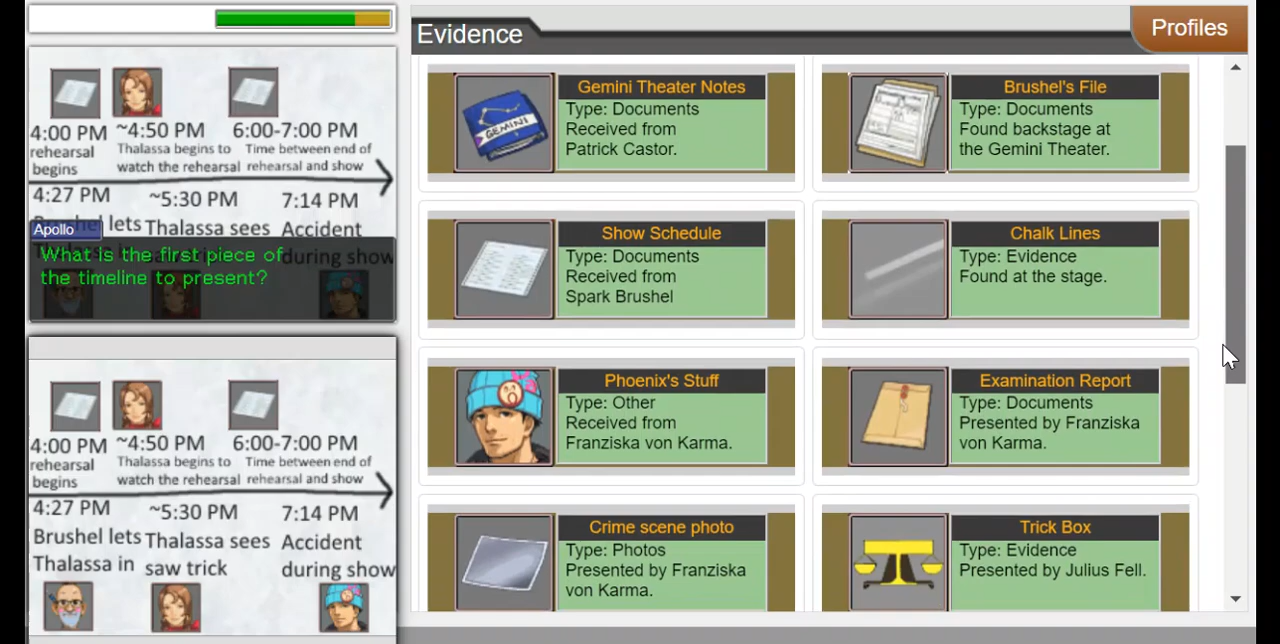 Evidence
Profiles
4:00 PM
rehearsal
begins
~4:50 PM
Thalassa begins to
watch the rehearsal
6:00-7:00 PM
Time between end of
rehearsal and show
4:27 PM
Brushel lets
~5:30 PM
Thalassa sees
7:14 PM
Accident
during show
Apollo
What is the first piece of
the timeline to present?
4:00 PM
rehearsal
begins
~4:50 PM
Thalassa begins to
watch the rehearsal
6:00-7:00 PM
Time between end of
rehearsal and show
4:27 PM
Brushel lets
Thalassa in
~5:30 PM
Thalassa sees
saw trick
7:14 PM
Accident
during show
Gemini Theater Notes
Type: Documents
Received from
Patrick Castor.
GEMINI
Brushel's File
Type: Documents
Found backstage at
the Gemini Theater.
Show Schedule
Type: Documents
Received from
Spark Brushel
Chalk Lines
Type: Evidence
Found at the stage.
Phoenix's Stuff
Type: Other
Received from
Franziska von Karma.
Examination Report
Type: Documents
Presented by Franziska
von Karma.
Crime scene photo
Type: Photos
Presented by Franziska
von Karma.
Trick Box
Type: Evidence
Presented by Julius Fell.